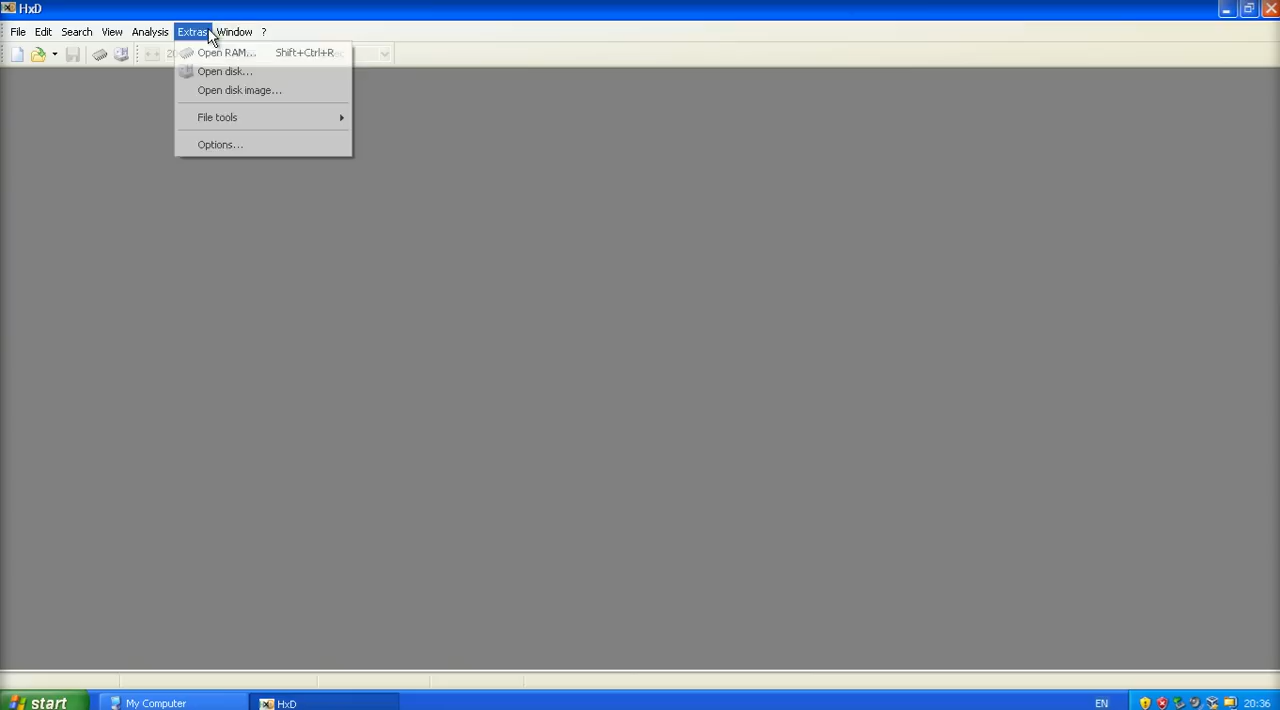 HxD
File Edit Search View Analysis Extras Window ?
Open RAM... Shift+Ctrl+R
Open disk...
Open disk image...
File tools
Options...
start My Computer HxD EN 20:36